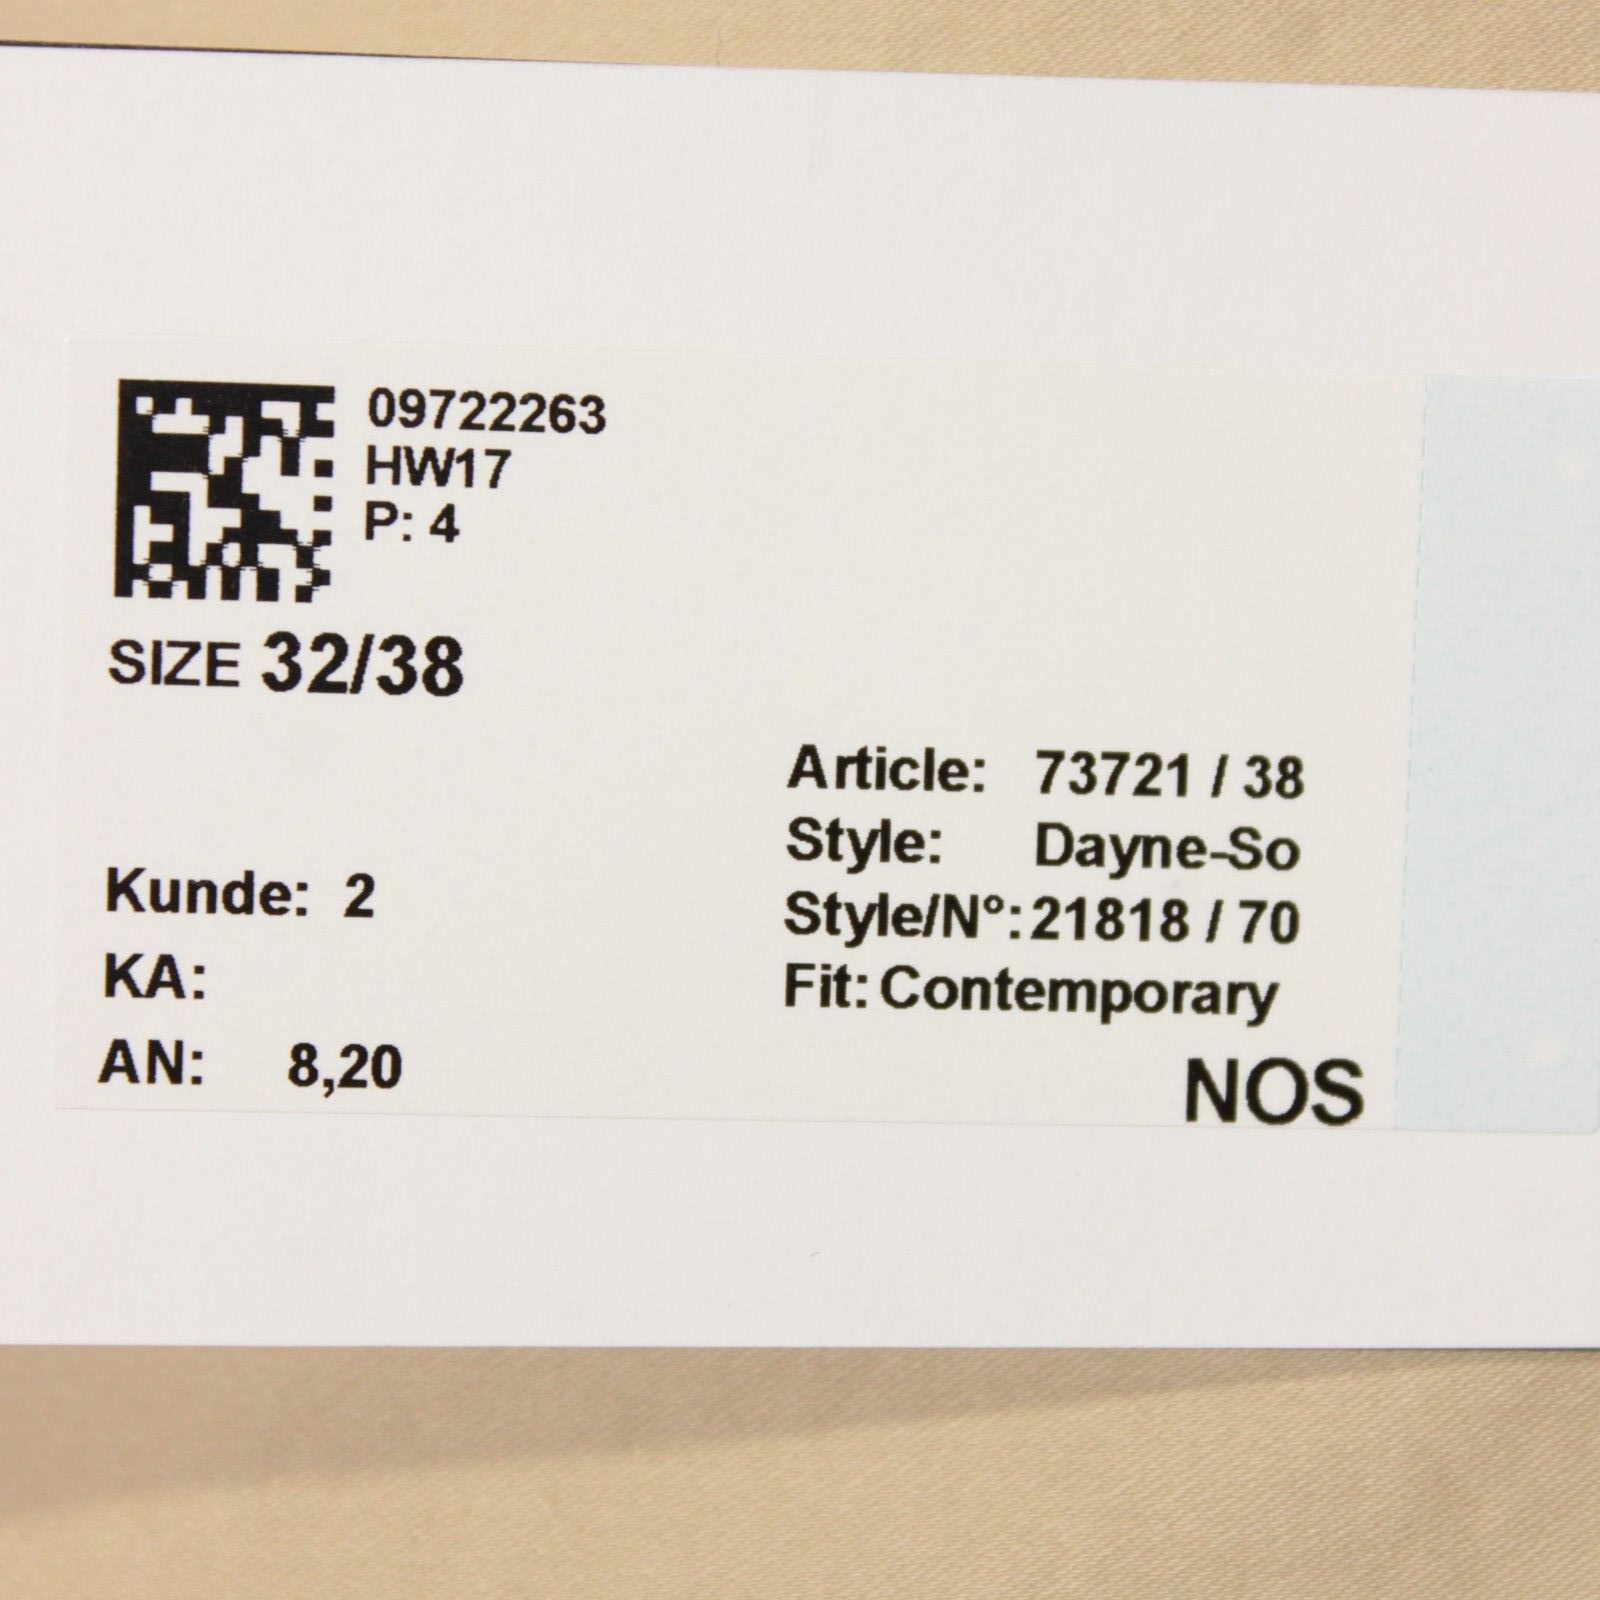 09722263
HW17
P: 4
SIZE 32/38
Article: 73721 / 38
Style: Dayne-So
Kunde: 2
Style/N°: 21818 / 70
KA:
Fit: Contemporary
AN: 8,20
NOS